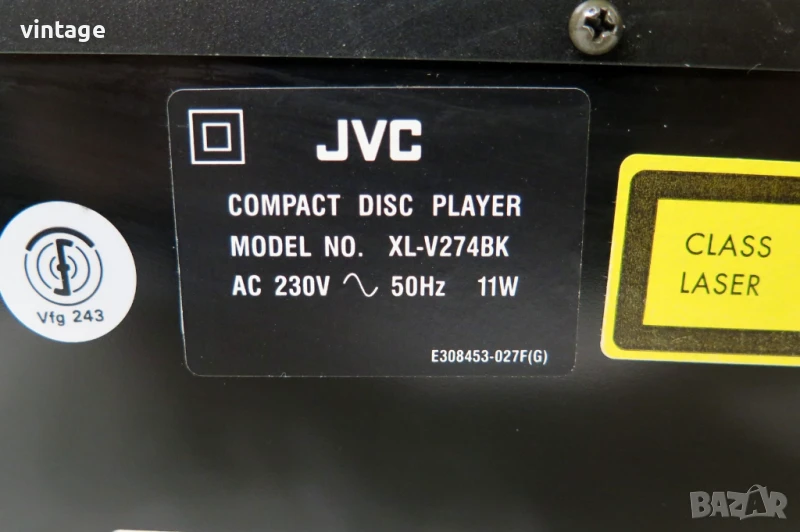 vintage
JVC
COMPACT DISC PLAYER
MODEL NO. XL-V274BK
AC 230V ∿ 50Hz 11W
E308453-027F(G)
Vfg 243
CLASS
LASER
BAZAR